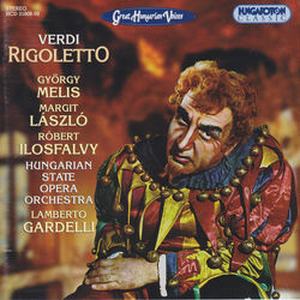 STEREO
Great Hungarian Voices
HUNGAROTON
CLASSIC
VERDI
RIGOLETTO
GYÖRGY
MELIS
MARGIT
LÁSZLÓ
RÓBERT
ILOSFALVY
HUNGARIAN
STATE
OPERA
ORCHESTRA
LAMBERTO
GARDELLI